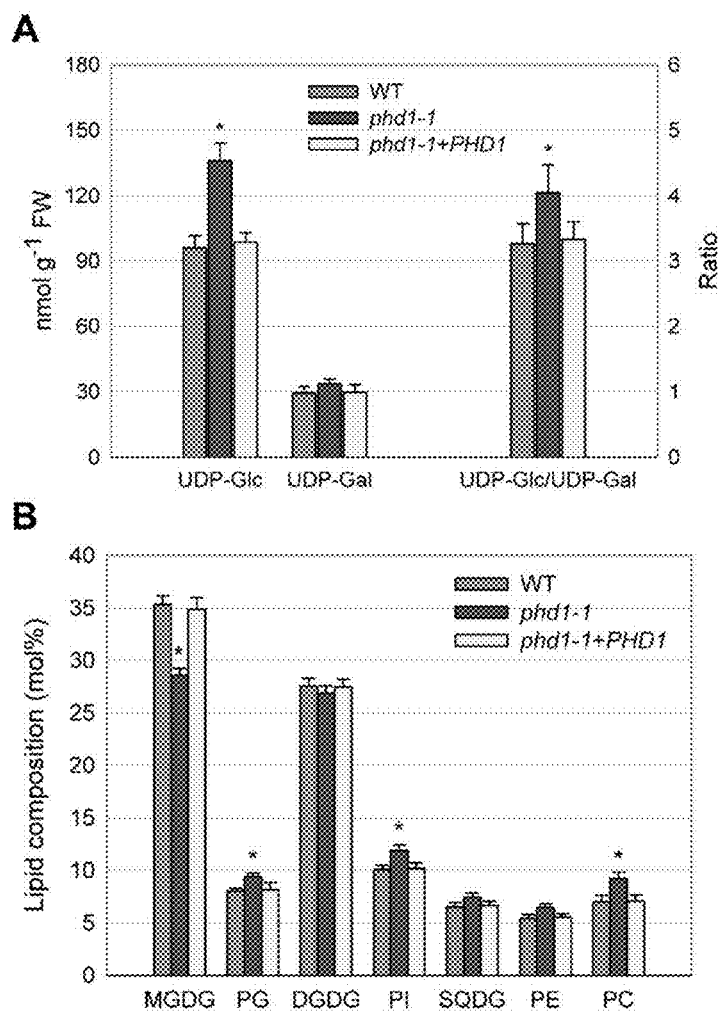 A
180
150
120
90
60
30
0
nmol g⁻¹ FW
WT
phd1-1
phd1-1+PHD1
*
*
6
5
4
3
2
1
0
Ratio
UDP-Glc UDP-Gal UDP-Glc/UDP-Gal
B
40
35
30
25
20
15
10
5
0
Lipid composition (mol%)
WT
phd1-1
phd1-1+PHD1
*
*
*
*
MGDG PG DGDG PI SQDG PE PC